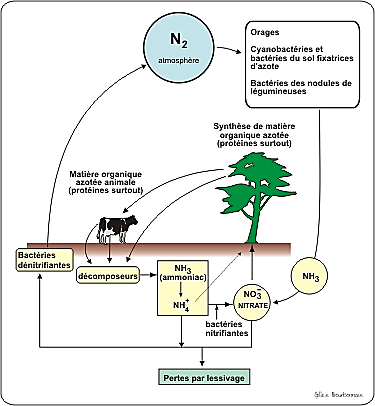 N2
atmosphère
Orages
Cyanobactéries et
bactéries du sol fixatrices
d'azote
Bactéries des nodules de
légumineuses
Synthèse de matière
organique azotée
(protéines surtout)
Matière organique
azotée animale
(protéines surtout)
Bactéries
dénitrifiantes
décomposeurs
NH3
(ammoniac)
NH4+
NO3-
NITRATE
NH3
bactéries
nitrifiantes
Pertes par lessivage